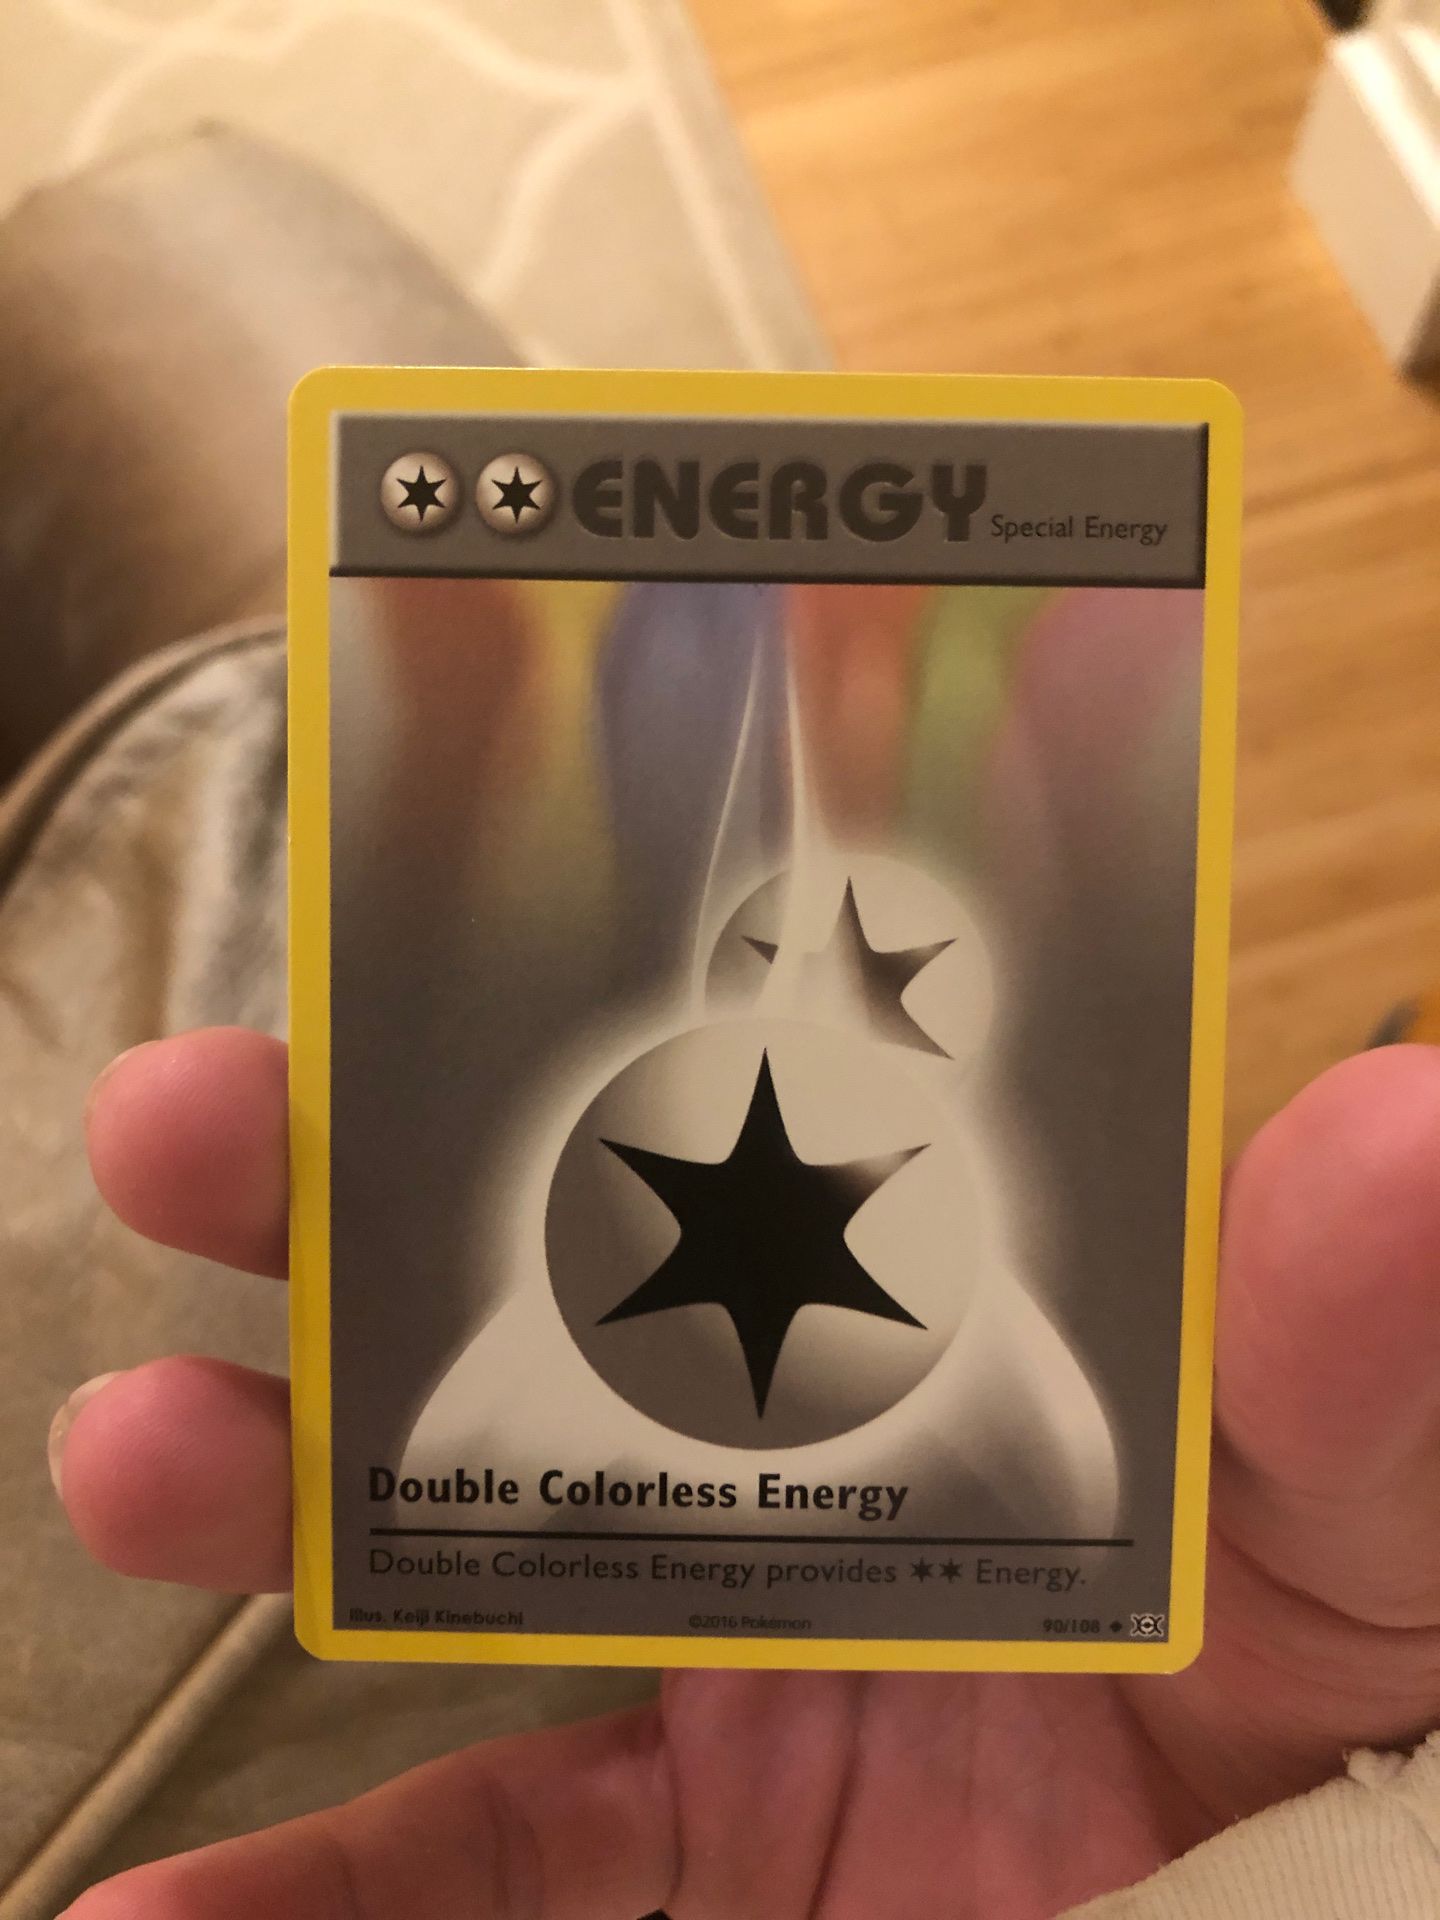 ENERGY Special Energy
Double Colorless Energy
Double Colorless Energy provides ✶✶ Energy.
Illus. Keiji Kinebuchi ©2016 Pokémon 90/108